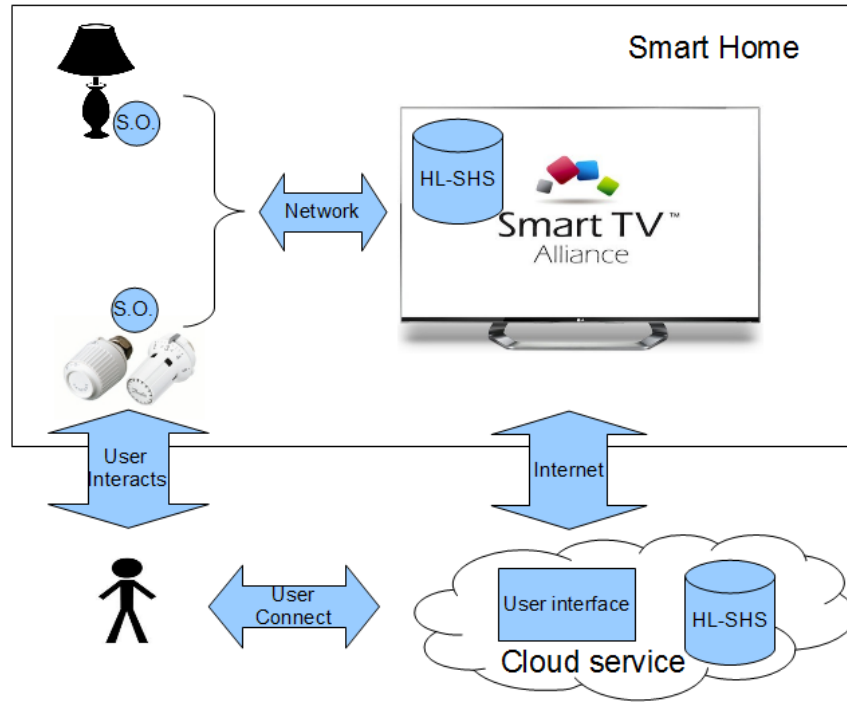 Smart Home
S.O.
HL-SHS
Network
Smart TV™
Alliance
S.O.
User
Interacts
Internet
User
Connect
User interface
HL-SHS
Cloud service